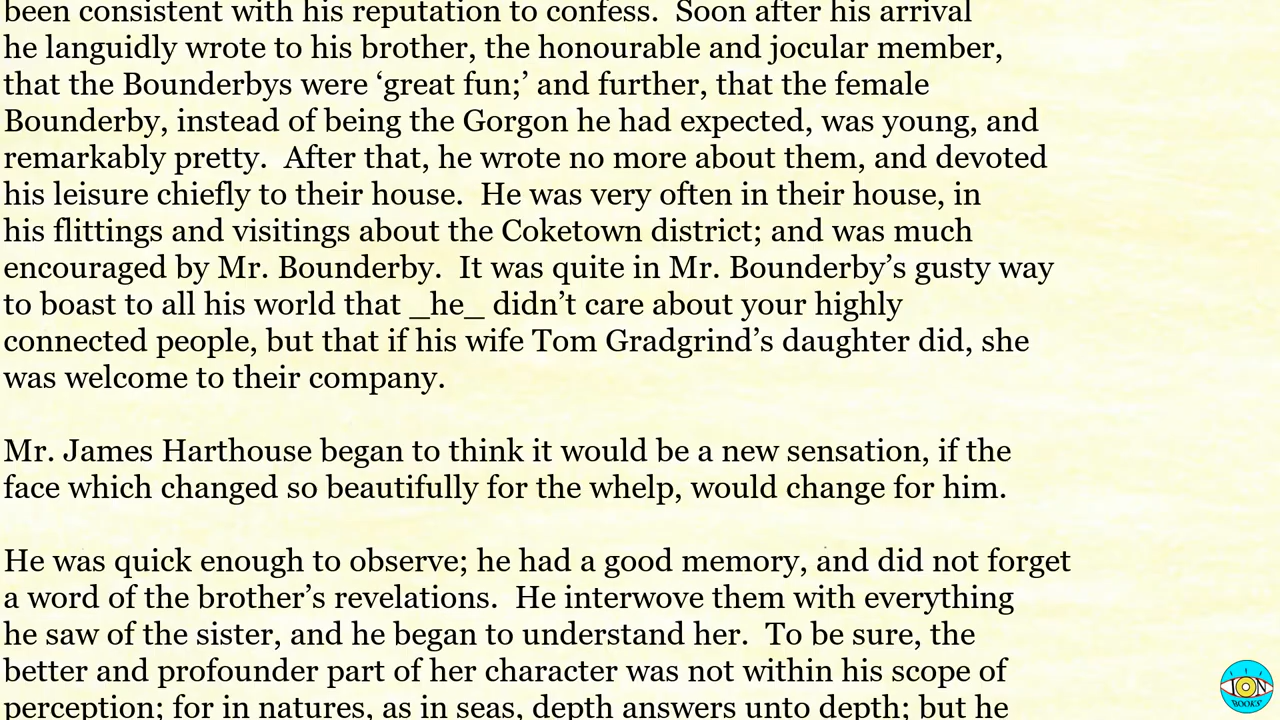 been consistent with his reputation to confess.  Soon after his arrival
he languidly wrote to his brother, the honourable and jocular member,
that the Bounderbys were ‘great fun;’ and further, that the female
Bounderby, instead of being the Gorgon he had expected, was young, and
remarkably pretty.  After that, he wrote no more about them, and devoted
his leisure chiefly to their house.  He was very often in their house, in
his flittings and visitings about the Coketown district; and was much
encouraged by Mr. Bounderby.  It was quite in Mr. Bounderby’s gusty way
to boast to all his world that _he_ didn’t care about your highly
connected people, but that if his wife Tom Gradgrind’s daughter did, she
was welcome to their company.

Mr. James Harthouse began to think it would be a new sensation, if the
face which changed so beautifully for the whelp, would change for him.

He was quick enough to observe; he had a good memory, and did not forget
a word of the brother’s revelations.  He interwove them with everything
he saw of the sister, and he began to understand her.  To be sure, the
better and profounder part of her character was not within his scope of
perception; for in natures, as in seas, depth answers unto depth; but he
ION
BOOKS